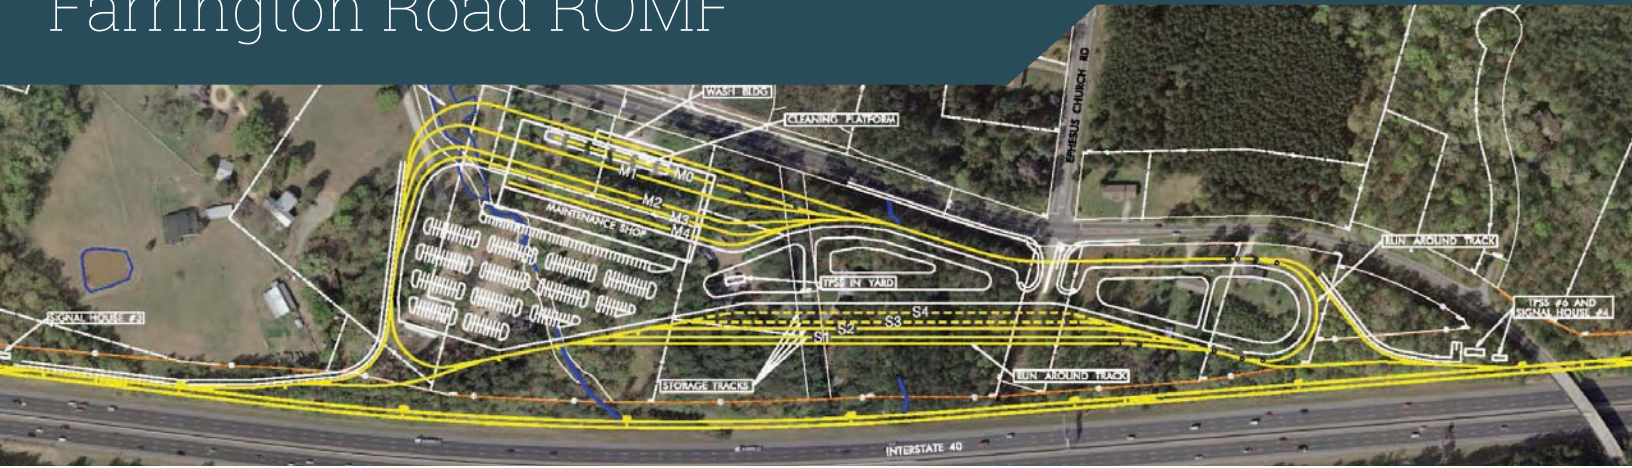 Farrington Road ROMF
WASH BLDG
CLEANING PLATFORM
EPHESUS CHURCH RD
M1
M0
M2
M3
M4
MAINTENANCE SHOP
RUN AROUND TRACK
TPSS IN YARD
TPSS #6 AND
SIGNAL HOUSE #4
SIGNAL HOUSE #3
S4
S3
S2
S1
STORAGE TRACKS
RUN AROUND TRACK
INTERSTATE 40